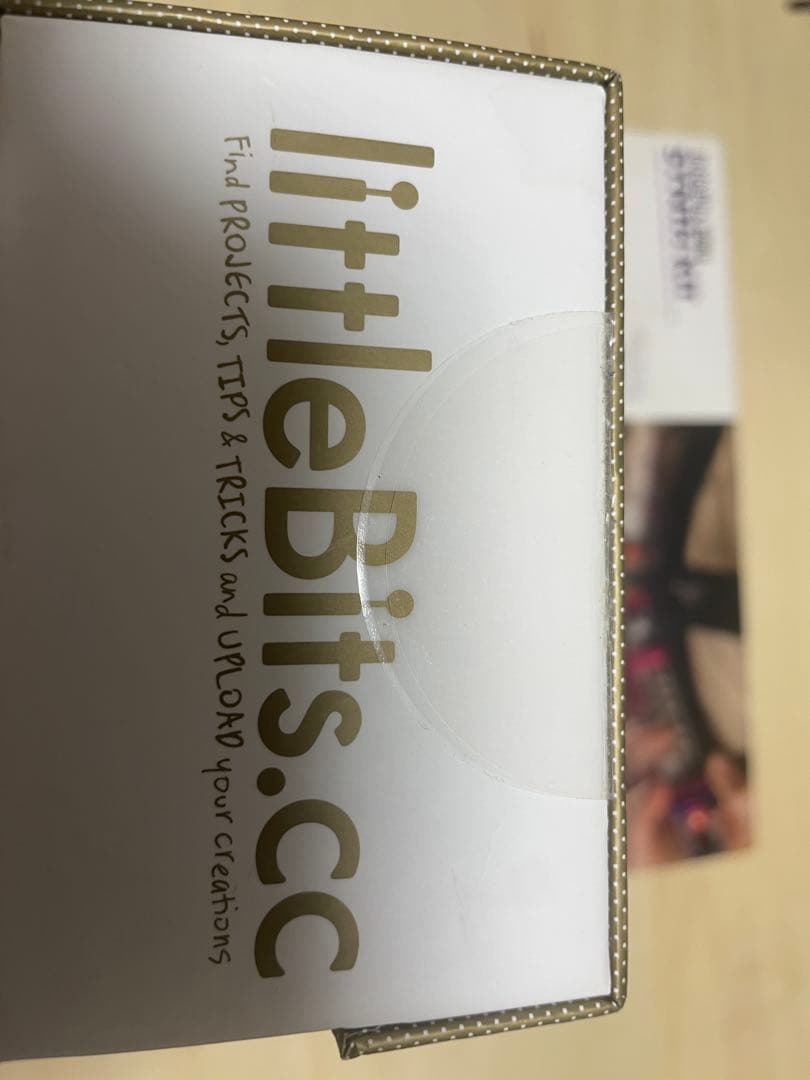 littleBits.cc
Find PROJECTS, TIPS & TRICKS and UPLOAD your creations